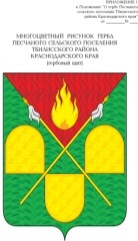 ПРИЛОЖЕНИЕ 1
к Положению "О гербе Песчаного
сельского поселения Тбилисского
района Краснодарского края"
МНОГОЦВЕТНЫЙ РИСУНОК ГЕРБА
ПЕСЧАНОГО СЕЛЬСКОГО ПОСЕЛЕНИЯ
ТБИЛИССКОГО РАЙОНА
КРАСНОДАРСКОГО КРАЯ
(гербовый щит)